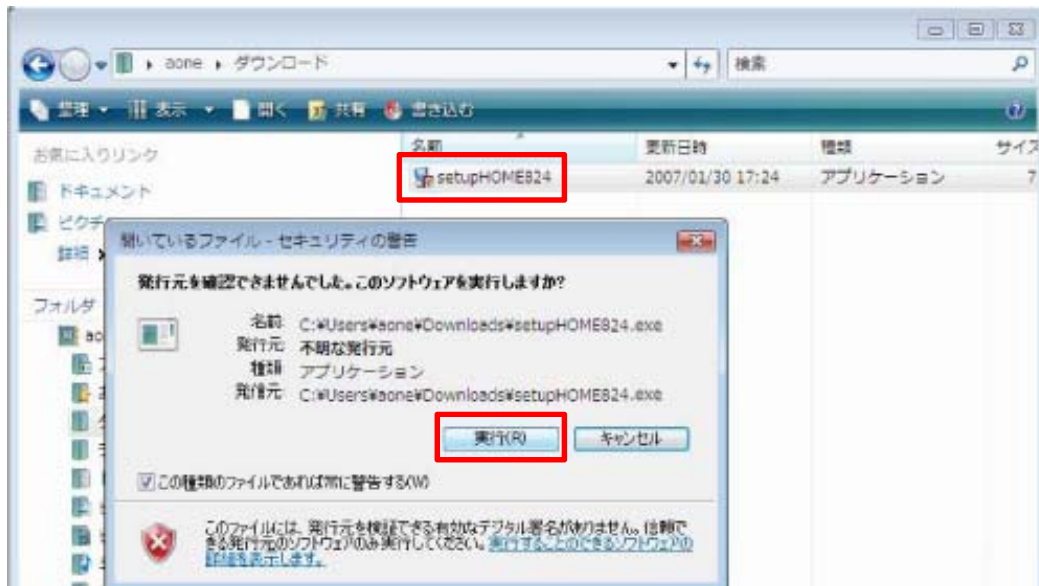 aone ▸ ダウンロード
検索
整理 表示 開く 共有 書き込む
お気に入りリンク
名前 更新日時 種類 サイズ
setupHOME824 2007/01/30 17:24 アプリケーション 7
ドキュメント
ピクチ
詳細
フォルダ
開いているファイル - セキュリティの警告
発行元を確認できませんでした。このソフトウェアを実行しますか?
名前: C:¥Users¥aone¥Downloads¥setupHOME824.exe
発行元: 不明な発行元
種類: アプリケーション
発信元: C:¥Users¥aone¥Downloads¥setupHOME824.exe
実行(R) キャンセル
この種類のファイルであれば常に警告する(W)
このファイルには、発行元を検証できる有効なデジタル署名がありません。信頼で
きる発行元のソフトウェアのみ実行してください。実行することのできるソフトウェアの
詳細を表示します。